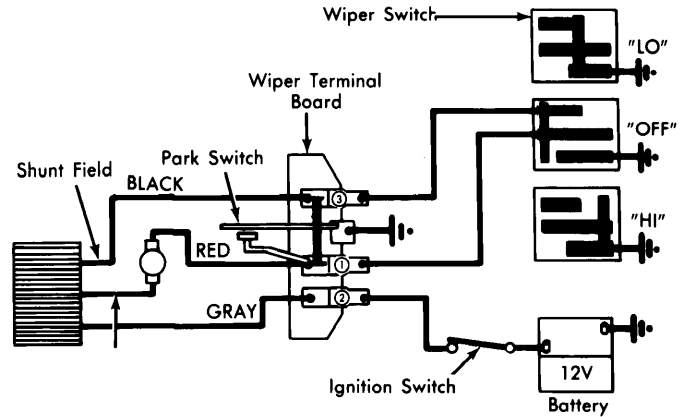 Wiper Switch
"LO"
Wiper Terminal
Board
"OFF"
Park Switch
Shunt Field
BLACK
3
"HI"
RED
1
2
GRAY
Ignition Switch
12V
Battery